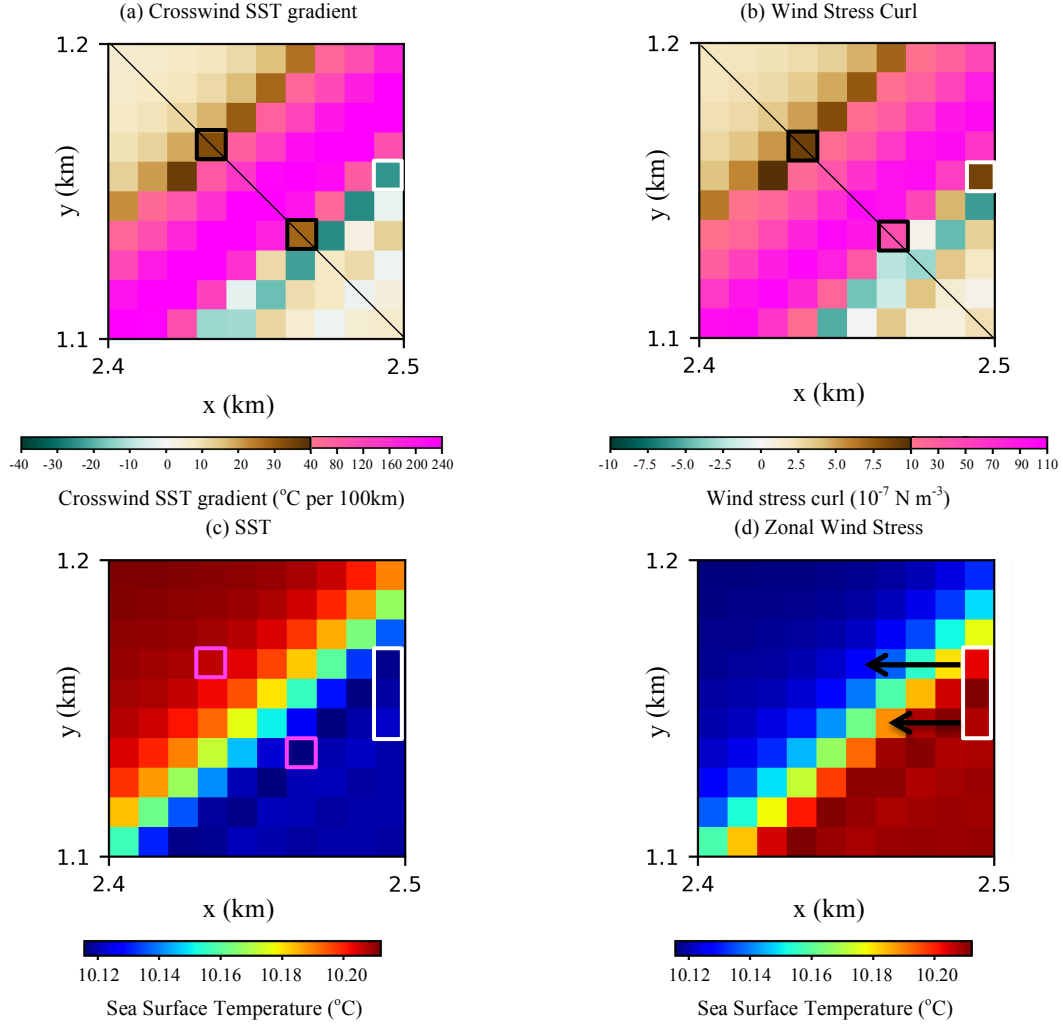 (a) Crosswind SST gradient
(b) Wind Stress Curl
1.2
y (km)
1.1
2.4 2.5
x (km)
1.2
y (km)
1.1
2.4 2.5
x (km)
-40 -30 -20 -10 0 10 20 30 40 80 120 160 200 240
Crosswind SST gradient (°C per 100km)
-10 -7.5 -5.0 -2.5 0 2.5 5.0 7.5 10 30 50 70 90 110
Wind stress curl (10⁻⁷ N m⁻³)
(c) SST
(d) Zonal Wind Stress
1.2
y (km)
1.1
2.4 2.5
x (km)
1.2
y (km)
1.1
2.4 2.5
x (km)
10.12 10.14 10.16 10.18 10.20
Sea Surface Temperature (°C)
10.12 10.14 10.16 10.18 10.20
Sea Surface Temperature (°C)